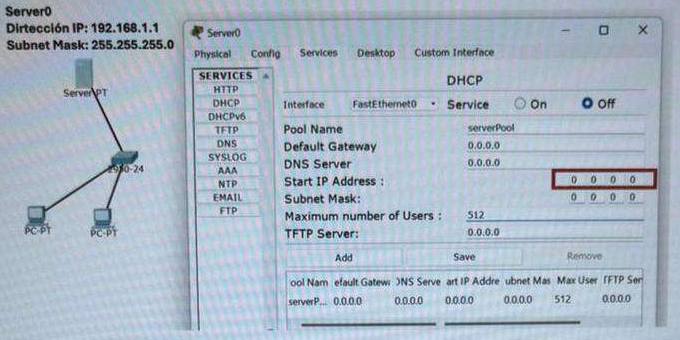 Server0
Dirtección IP: 192.168.1.1
Subnet Mask: 255.255.255.0
Server-PT
2950-24
PC-PT
PC-PT
Server0
Physical Config Services Desktop Custom Interface
SERVICES
HTTP
DHCP
DHCPv6
TFTP
DNS
SYSLOG
AAA
NTP
EMAIL
FTP
DHCP
Interface FastEthernet0 Service On Off
Pool Name serverPool
Default Gateway 0.0.0.0
DNS Server 0.0.0.0
Start IP Address : 0 0 0 0
Subnet Mask: 0 0 0 0
Maximum number of Users : 512
TFTP Server: 0.0.0.0
Add Save Remove
ool Nam efault Gatew )NS Serve art IP Addre ubnet Mas Max User TFTP Ser
serverP... 0.0.0.0 0.0.0.0 0.0.0.0 0.0.0.0 512 0.0.0.0